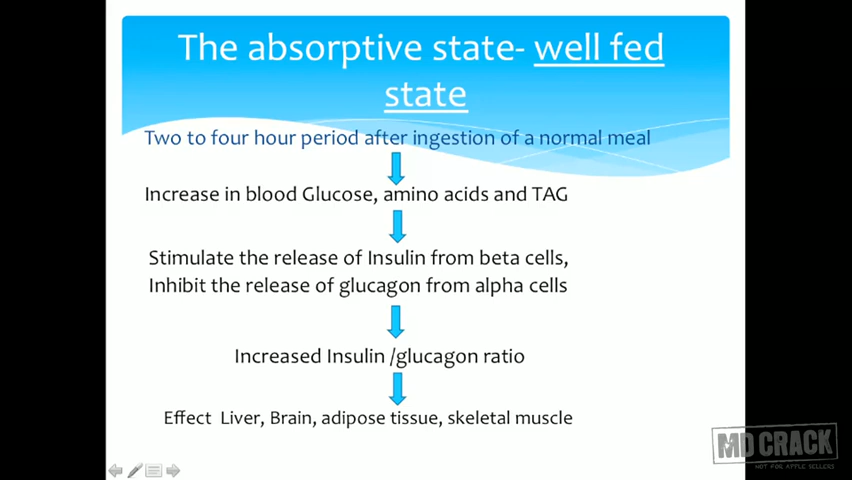 The absorptive state- well fed
state
Two to four hour period after ingestion of a normal meal
Increase in blood Glucose, amino acids and TAG
Stimulate the release of Insulin from beta cells,
Inhibit the release of glucagon from alpha cells
Increased Insulin /glucagon ratio
Effect Liver, Brain, adipose tissue, skeletal muscle
MD CRACK
NOT FOR APPLE SELLERS